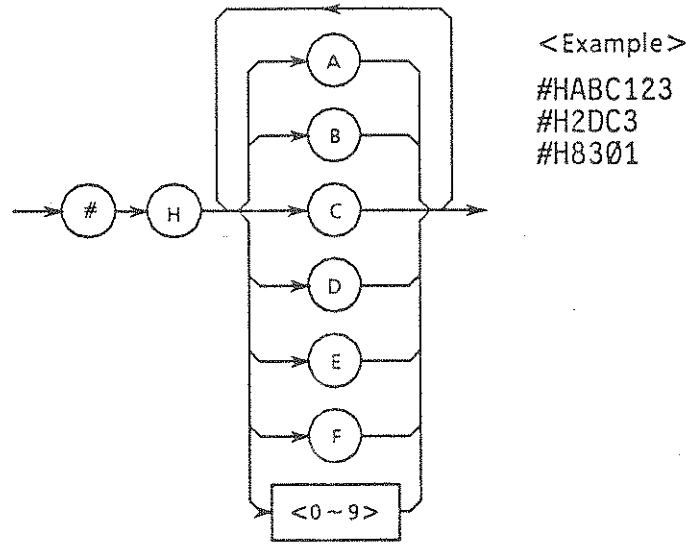 <Example>
#HABC123
#H2DC3
#H83Ø1
A
B
# H C
D
E
F
<0~9>